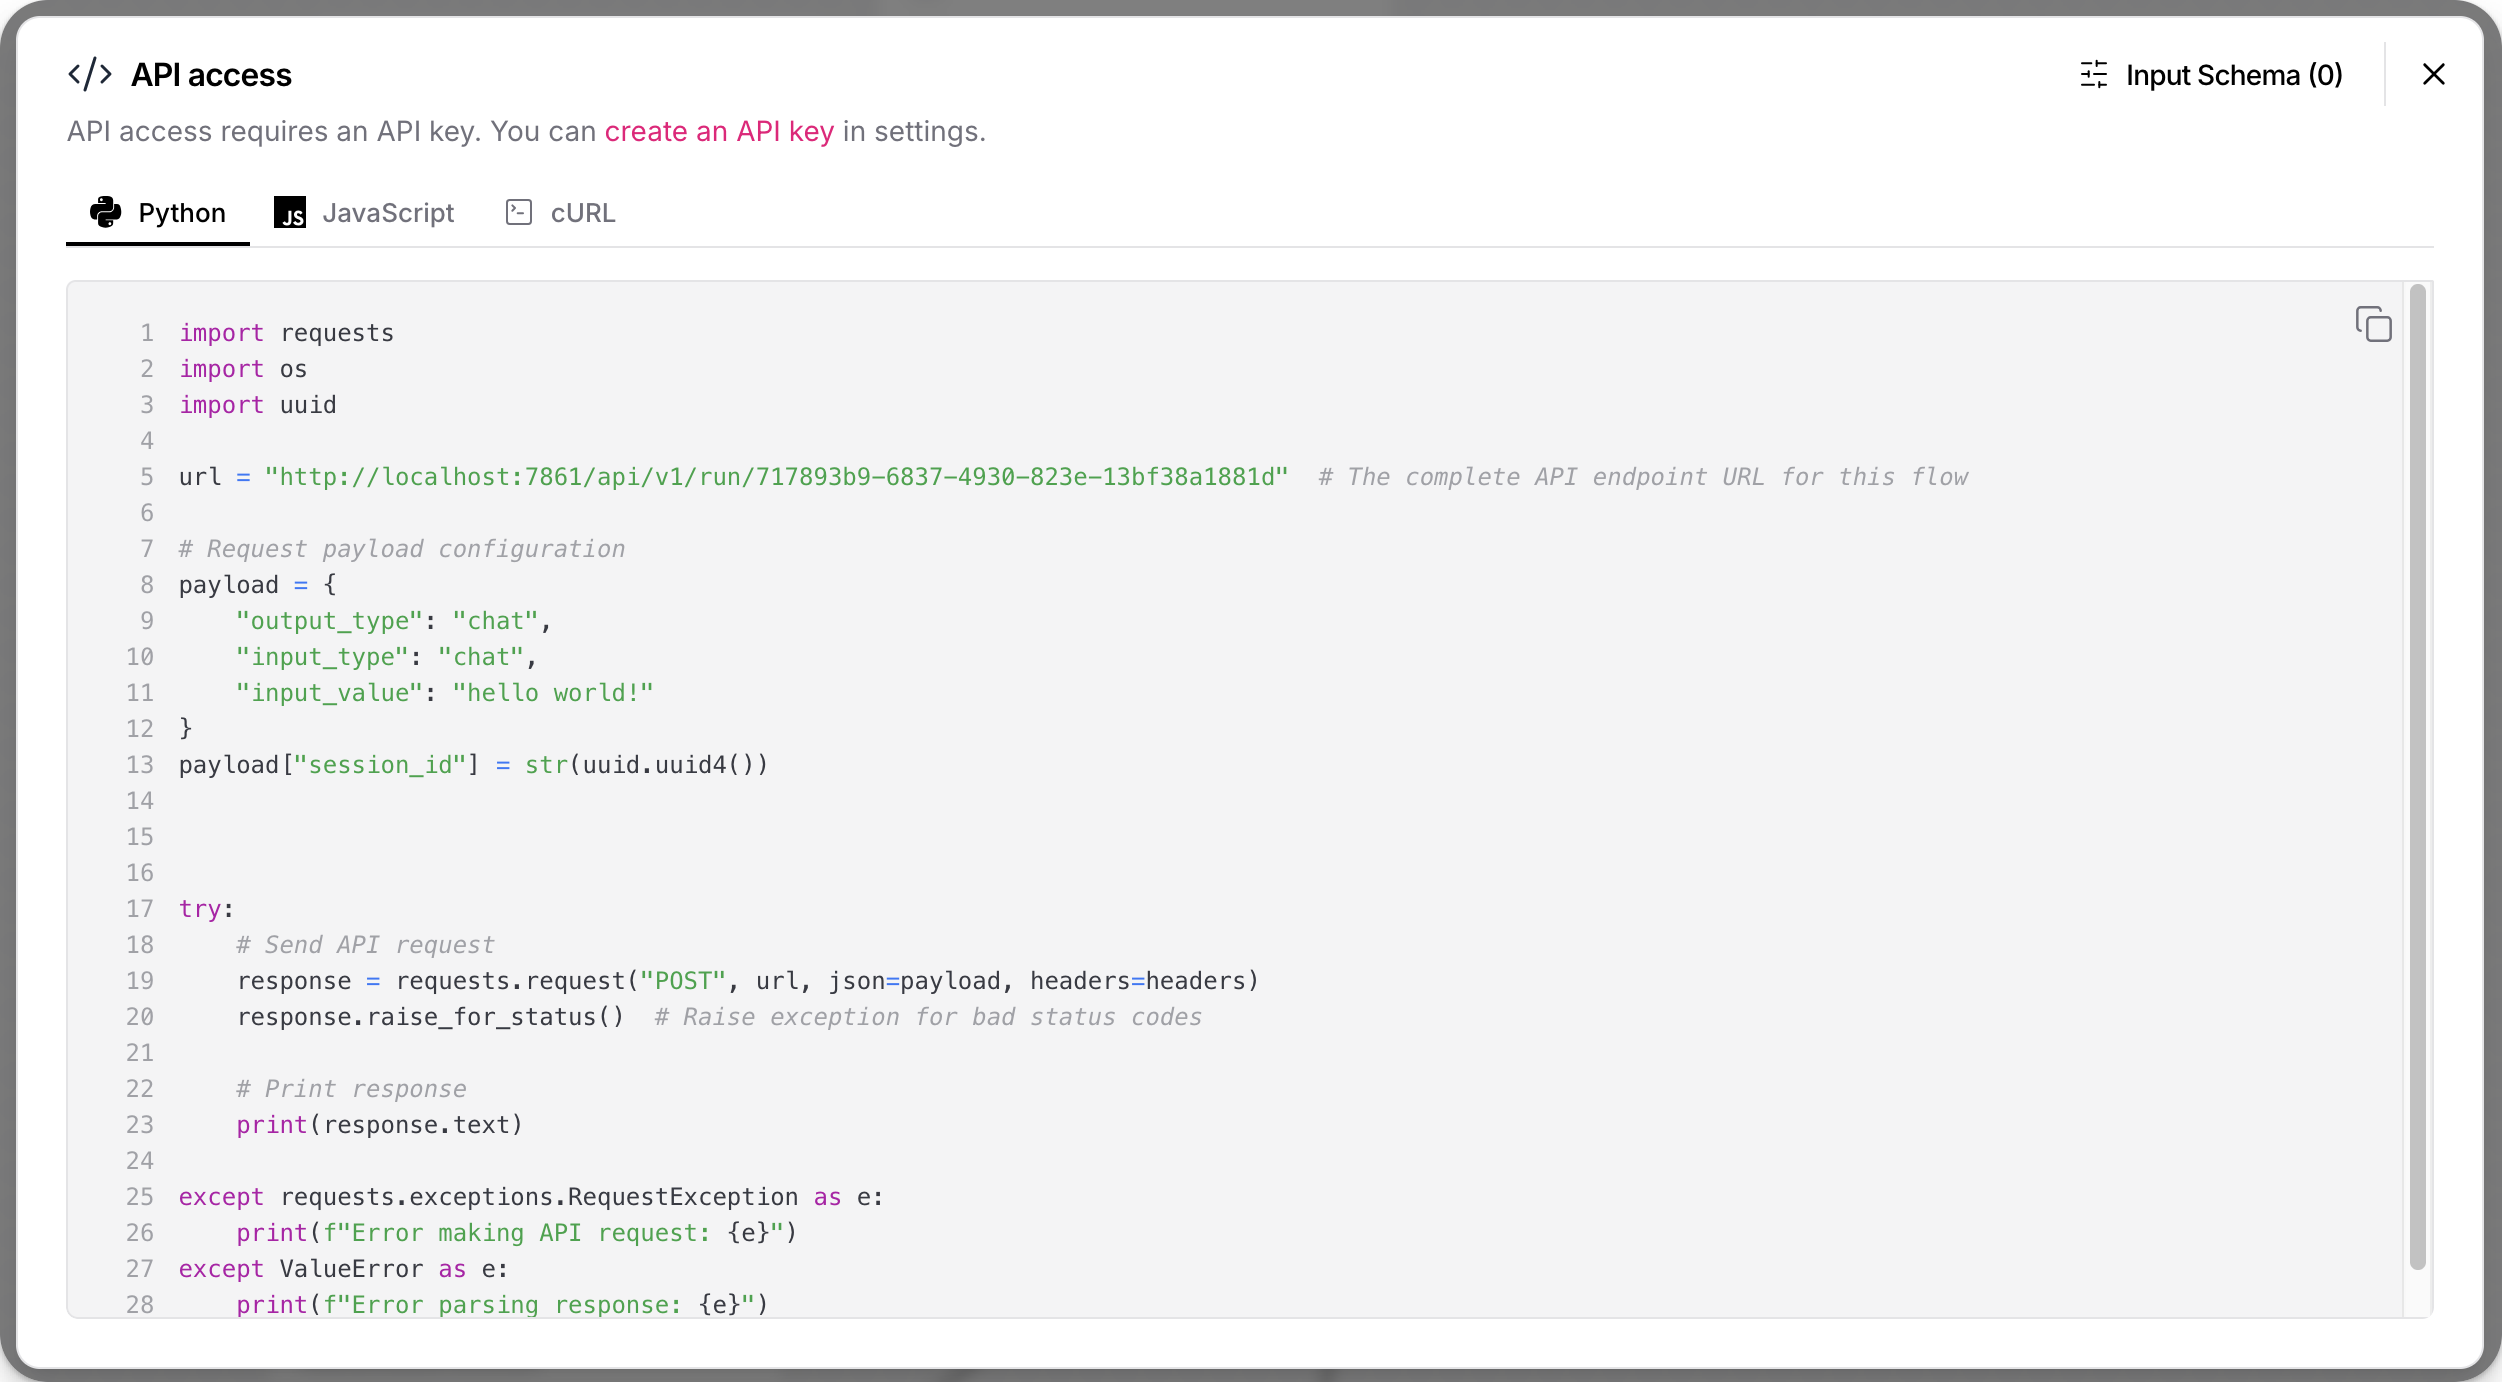 </> API access
Input Schema (0)
API access requires an API key. You can create an API key in settings.
Python
JS JavaScript
cURL
1 import requests
2 import os
3 import uuid
4
5 url = "http://localhost:7861/api/v1/run/717893b9-6837-4930-823e-13bf38a1881d"  # The complete API endpoint URL for this flow
6
7 # Request payload configuration
8 payload = {
9     "output_type": "chat",
10     "input_type": "chat",
11     "input_value": "hello world!"
12 }
13 payload["session_id"] = str(uuid.uuid4())
14
15
16
17 try:
18     # Send API request
19     response = requests.request("POST", url, json=payload, headers=headers)
20     response.raise_for_status()  # Raise exception for bad status codes
21
22     # Print response
23     print(response.text)
24
25 except requests.exceptions.RequestException as e:
26     print(f"Error making API request: {e}")
27 except ValueError as e:
28     print(f"Error parsing response: {e}")